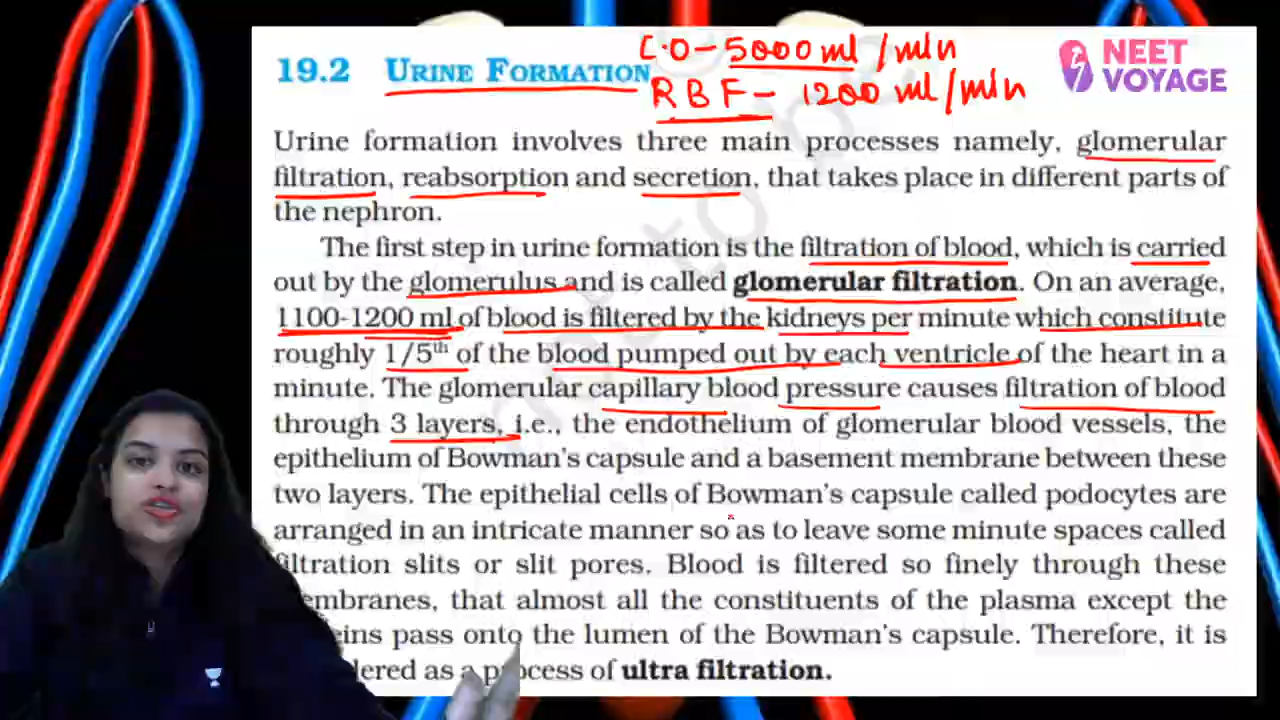 C.O - 5000 ml / min
NEET
VOYAGE
19.2 URINE FORMATION
RBF - 1200 ml/min
Urine formation involves three main processes namely, glomerular
filtration, reabsorption and secretion, that takes place in different parts of
the nephron.
The first step in urine formation is the filtration of blood, which is carried
out by the glomerulus and is called glomerular filtration. On an average,
1100-1200 ml of blood is filtered by the kidneys per minute which constitute
roughly 1/5th of the blood pumped out by each ventricle of the heart in a
minute. The glomerular capillary blood pressure causes filtration of blood
through 3 layers, i.e., the endothelium of glomerular blood vessels, the
epithelium of Bowman's capsule and a basement membrane between these
two layers. The epithelial cells of Bowman's capsule called podocytes are
arranged in an intricate manner so as to leave some minute spaces called
filtration slits or slit pores. Blood is filtered so finely through these
embranes, that almost all the constituents of the plasma except the
eins pass onto the lumen of the Bowman's capsule. Therefore, it is
dered as a process of ultra filtration.